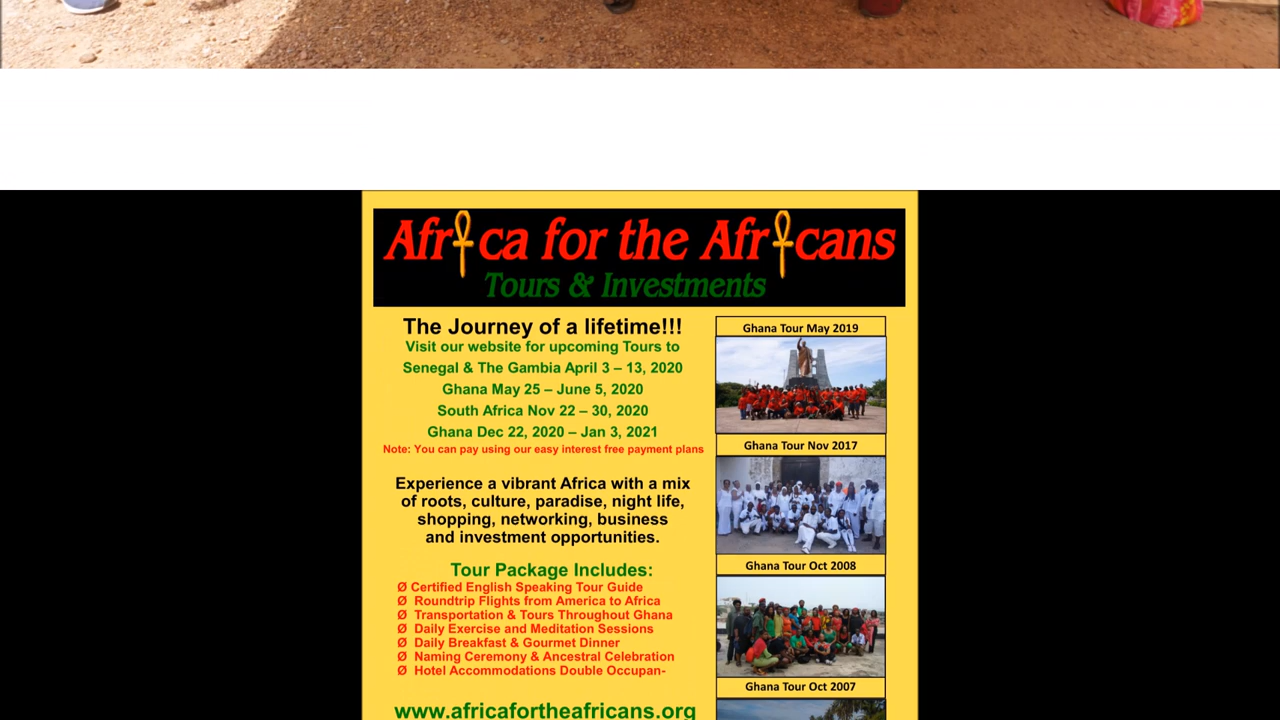 Africa for the Africans
Tours & Investments
The Journey of a lifetime!!!
Visit our website for upcoming Tours to
Senegal & The Gambia April 3 – 13, 2020
Ghana May 25 – June 5, 2020
South Africa Nov 22 – 30, 2020
Ghana Dec 22, 2020 – Jan 3, 2021
Note: You can pay using our easy interest free payment plans
Experience a vibrant Africa with a mix
of roots, culture, paradise, night life,
shopping, networking, business
and investment opportunities.
Tour Package Includes:
Ø Certified English Speaking Tour Guide
Ø Roundtrip Flights from America to Africa
Ø Transportation & Tours Throughout Ghana
Ø Daily Exercise and Meditation Sessions
Ø Daily Breakfast & Gourmet Dinner
Ø Naming Ceremony & Ancestral Celebration
Ø Hotel Accommodations Double Occupan-
www.africafortheafricans.org
Ghana Tour May 2019
Ghana Tour Nov 2017
Ghana Tour Oct 2008
Ghana Tour Oct 2007